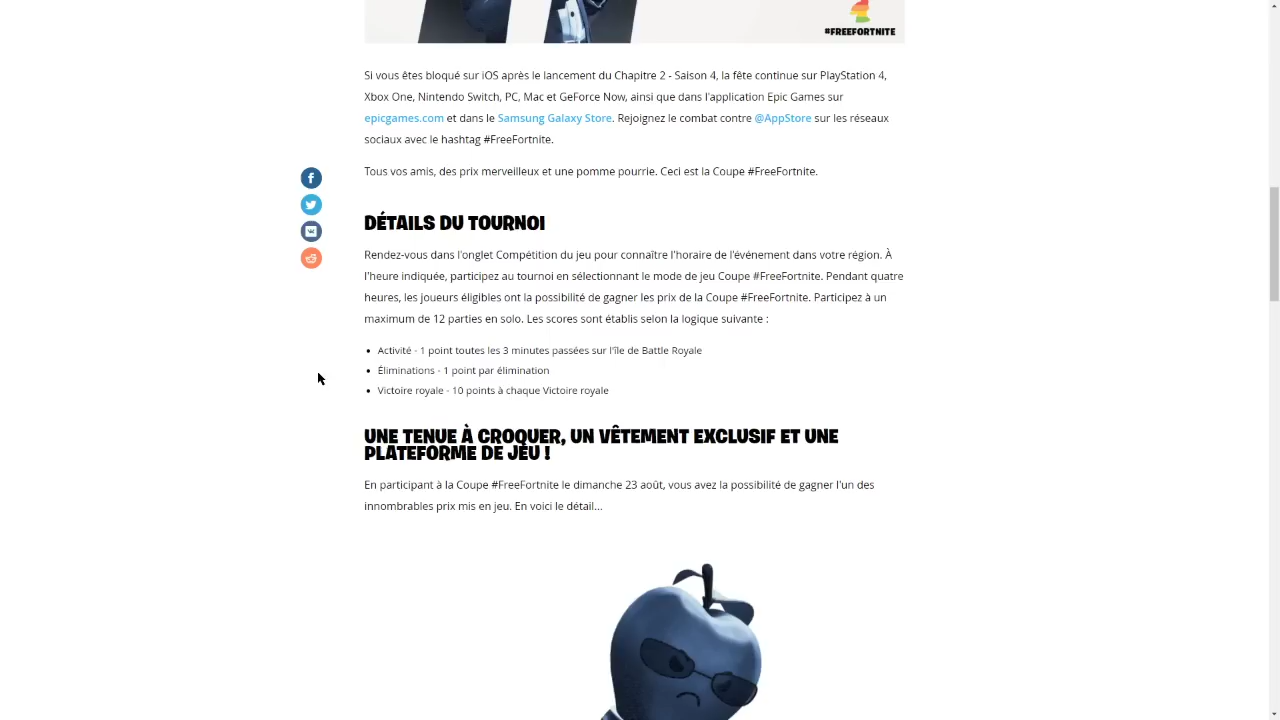 #FREEFORTNITE
Si vous êtes bloqué sur iOS après le lancement du Chapitre 2 - Saison 4, la fête continue sur PlayStation 4,
Xbox One, Nintendo Switch, PC, Mac et GeForce Now, ainsi que dans l'application Epic Games sur
epicgames.com et dans le Samsung Galaxy Store. Rejoignez le combat contre @AppStore sur les réseaux
sociaux avec le hashtag #FreeFortnite.
Tous vos amis, des prix merveilleux et une pomme pourrie. Ceci est la Coupe #FreeFortnite.
DÉTAILS DU TOURNOI
Rendez-vous dans l'onglet Compétition du jeu pour connaître l'horaire de l'événement dans votre région. À
l'heure indiquée, participez au tournoi en sélectionnant le mode de jeu Coupe #FreeFortnite. Pendant quatre
heures, les joueurs éligibles ont la possibilité de gagner les prix de la Coupe #FreeFortnite. Participez à un
maximum de 12 parties en solo. Les scores sont établis selon la logique suivante :
• Activité - 1 point toutes les 3 minutes passées sur l'île de Battle Royale
• Éliminations - 1 point par élimination
• Victoire royale - 10 points à chaque Victoire royale
UNE TENUE À CROQUER, UN VÊTEMENT EXCLUSIF ET UNE
PLATEFORME DE JEU !
En participant à la Coupe #FreeFortnite le dimanche 23 août, vous avez la possibilité de gagner l'un des
innombrables prix mis en jeu. En voici le détail...